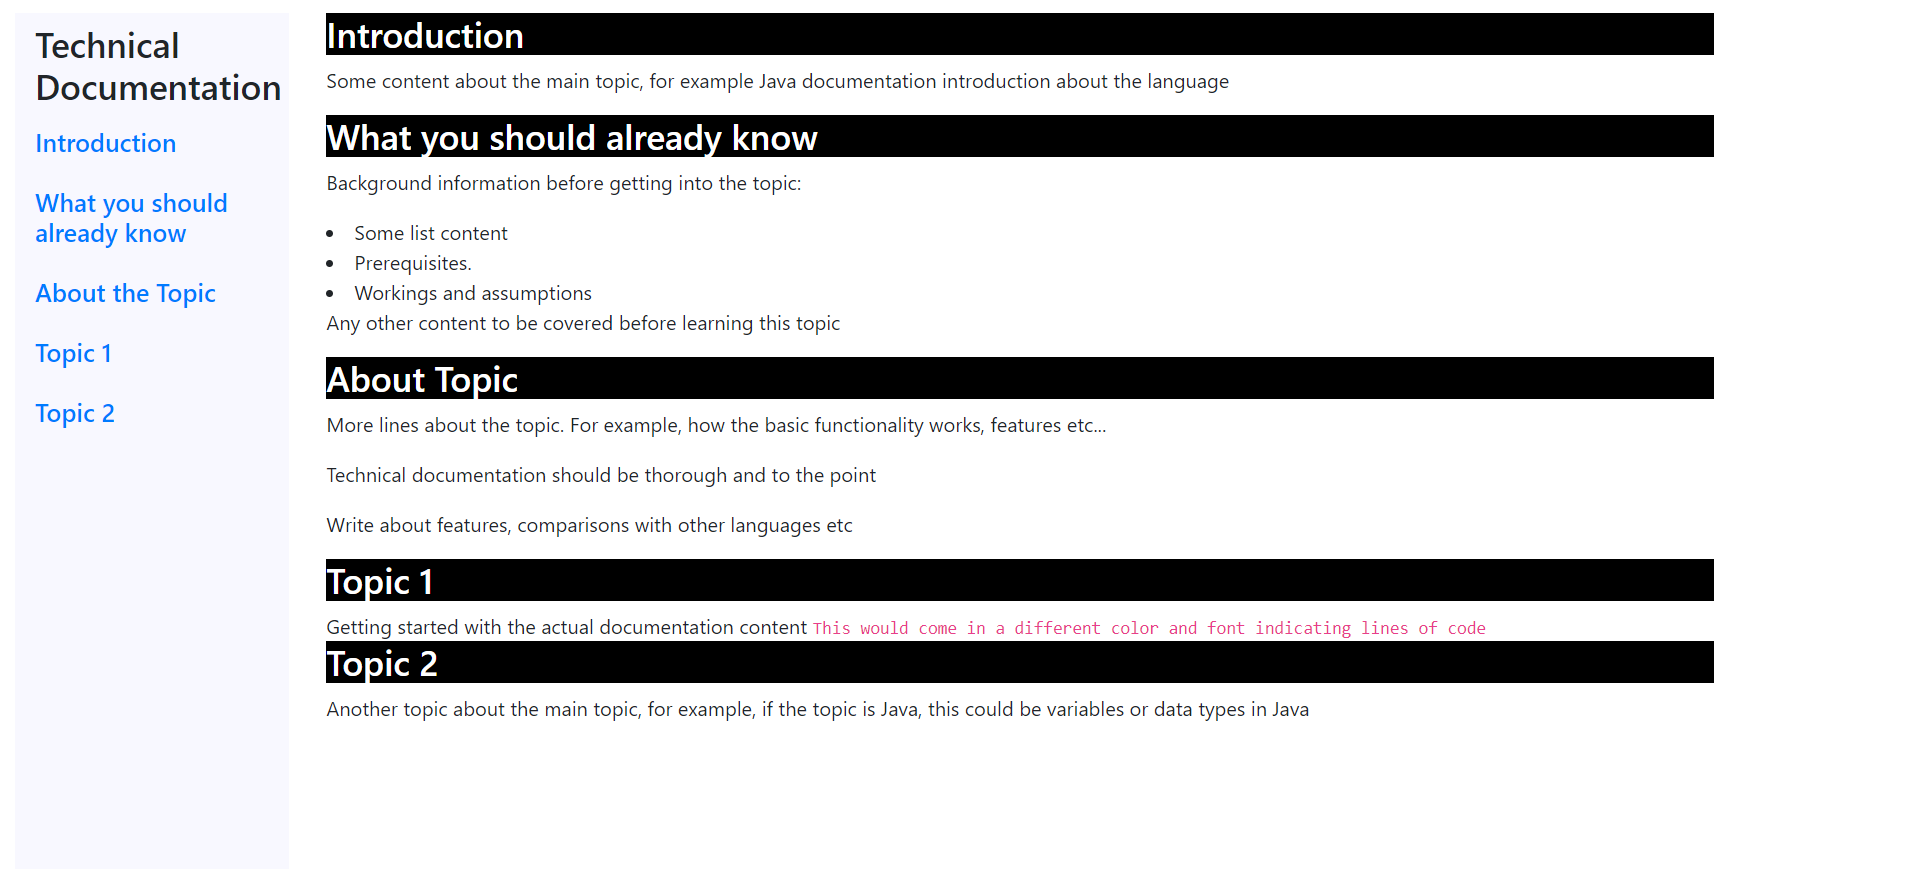 Technical
Documentation
Introduction
What you should
already know
About the Topic
Topic 1
Topic 2
Introduction
Some content about the main topic, for example Java documentation introduction about the language
What you should already know
Background information before getting into the topic:
Some list content
Prerequisites.
Workings and assumptions
Any other content to be covered before learning this topic
About Topic
More lines about the topic. For example, how the basic functionality works, features etc...
Technical documentation should be thorough and to the point
Write about features, comparisons with other languages etc
Topic 1
Getting started with the actual documentation content This would come in a different color and font indicating lines of code
Topic 2
Another topic about the main topic, for example, if the topic is Java, this could be variables or data types in Java